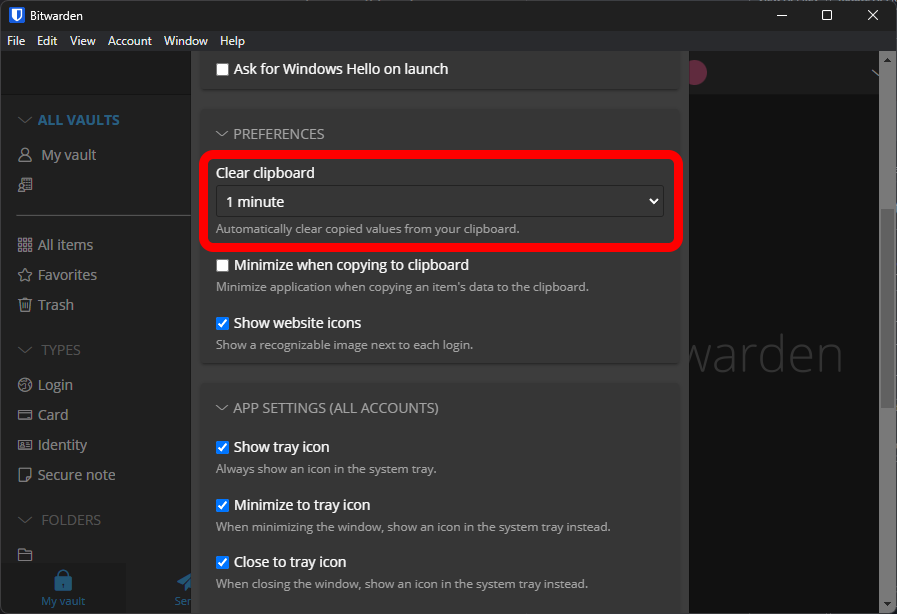 Bitwarden
File Edit View Account Window Help
Ask for Windows Hello on launch
ALL VAULTS
My vault
All items
Favorites
Trash
TYPES
Login
Card
Identity
Secure note
FOLDERS
My vault
PREFERENCES
Clear clipboard
1 minute
Automatically clear copied values from your clipboard.
Minimize when copying to clipboard
Minimize application when copying an item's data to the clipboard.
Show website icons
Show a recognizable image next to each login.
APP SETTINGS (ALL ACCOUNTS)
Show tray icon
Always show an icon in the system tray.
Minimize to tray icon
When minimizing the window, show an icon in the system tray instead.
Close to tray icon
When closing the window, show an icon in the system tray instead.
warden